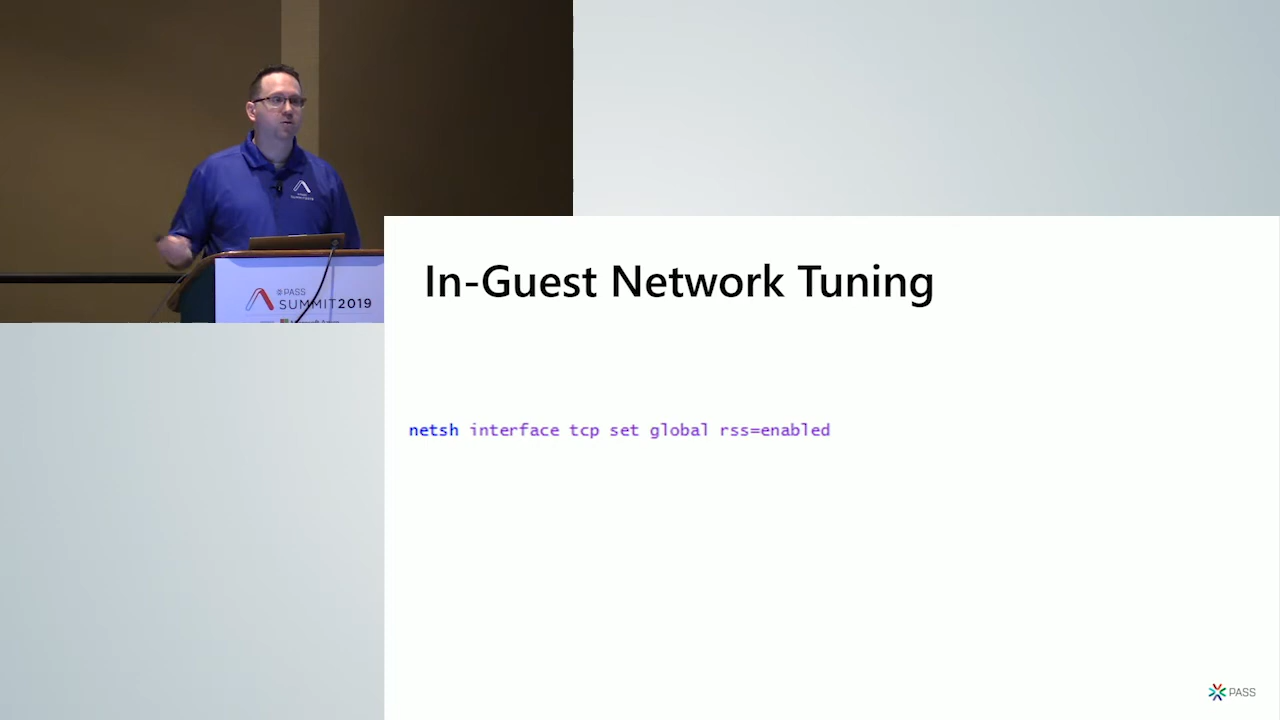 PASS
SUMMIT2019
In-Guest Network Tuning
netsh interface tcp set global rss=enabled
PASS